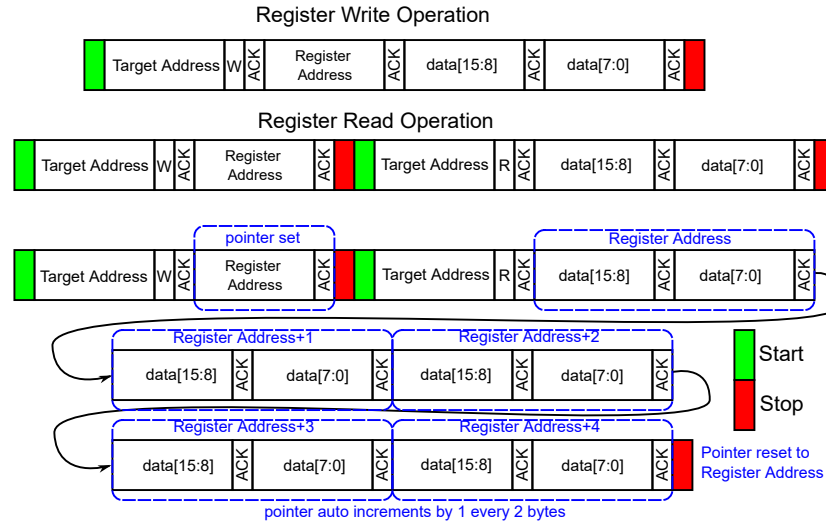 Register Write Operation
Target Address W ACK Register Address ACK data[15:8] ACK data[7:0] ACK
Register Read Operation
Target Address W ACK Register Address ACK Target Address R ACK data[15:8] ACK data[7:0] ACK
pointer set Register Address
Target Address W ACK Register Address ACK Target Address R ACK data[15:8] ACK data[7:0] ACK
Register Address+1 Register Address+2
data[15:8] ACK data[7:0] ACK data[15:8] ACK data[7:0] ACK
Start
Stop
Register Address+3 Register Address+4
data[15:8] ACK data[7:0] ACK data[15:8] ACK data[7:0] ACK
Pointer reset to
Register Address
pointer auto increments by 1 every 2 bytes